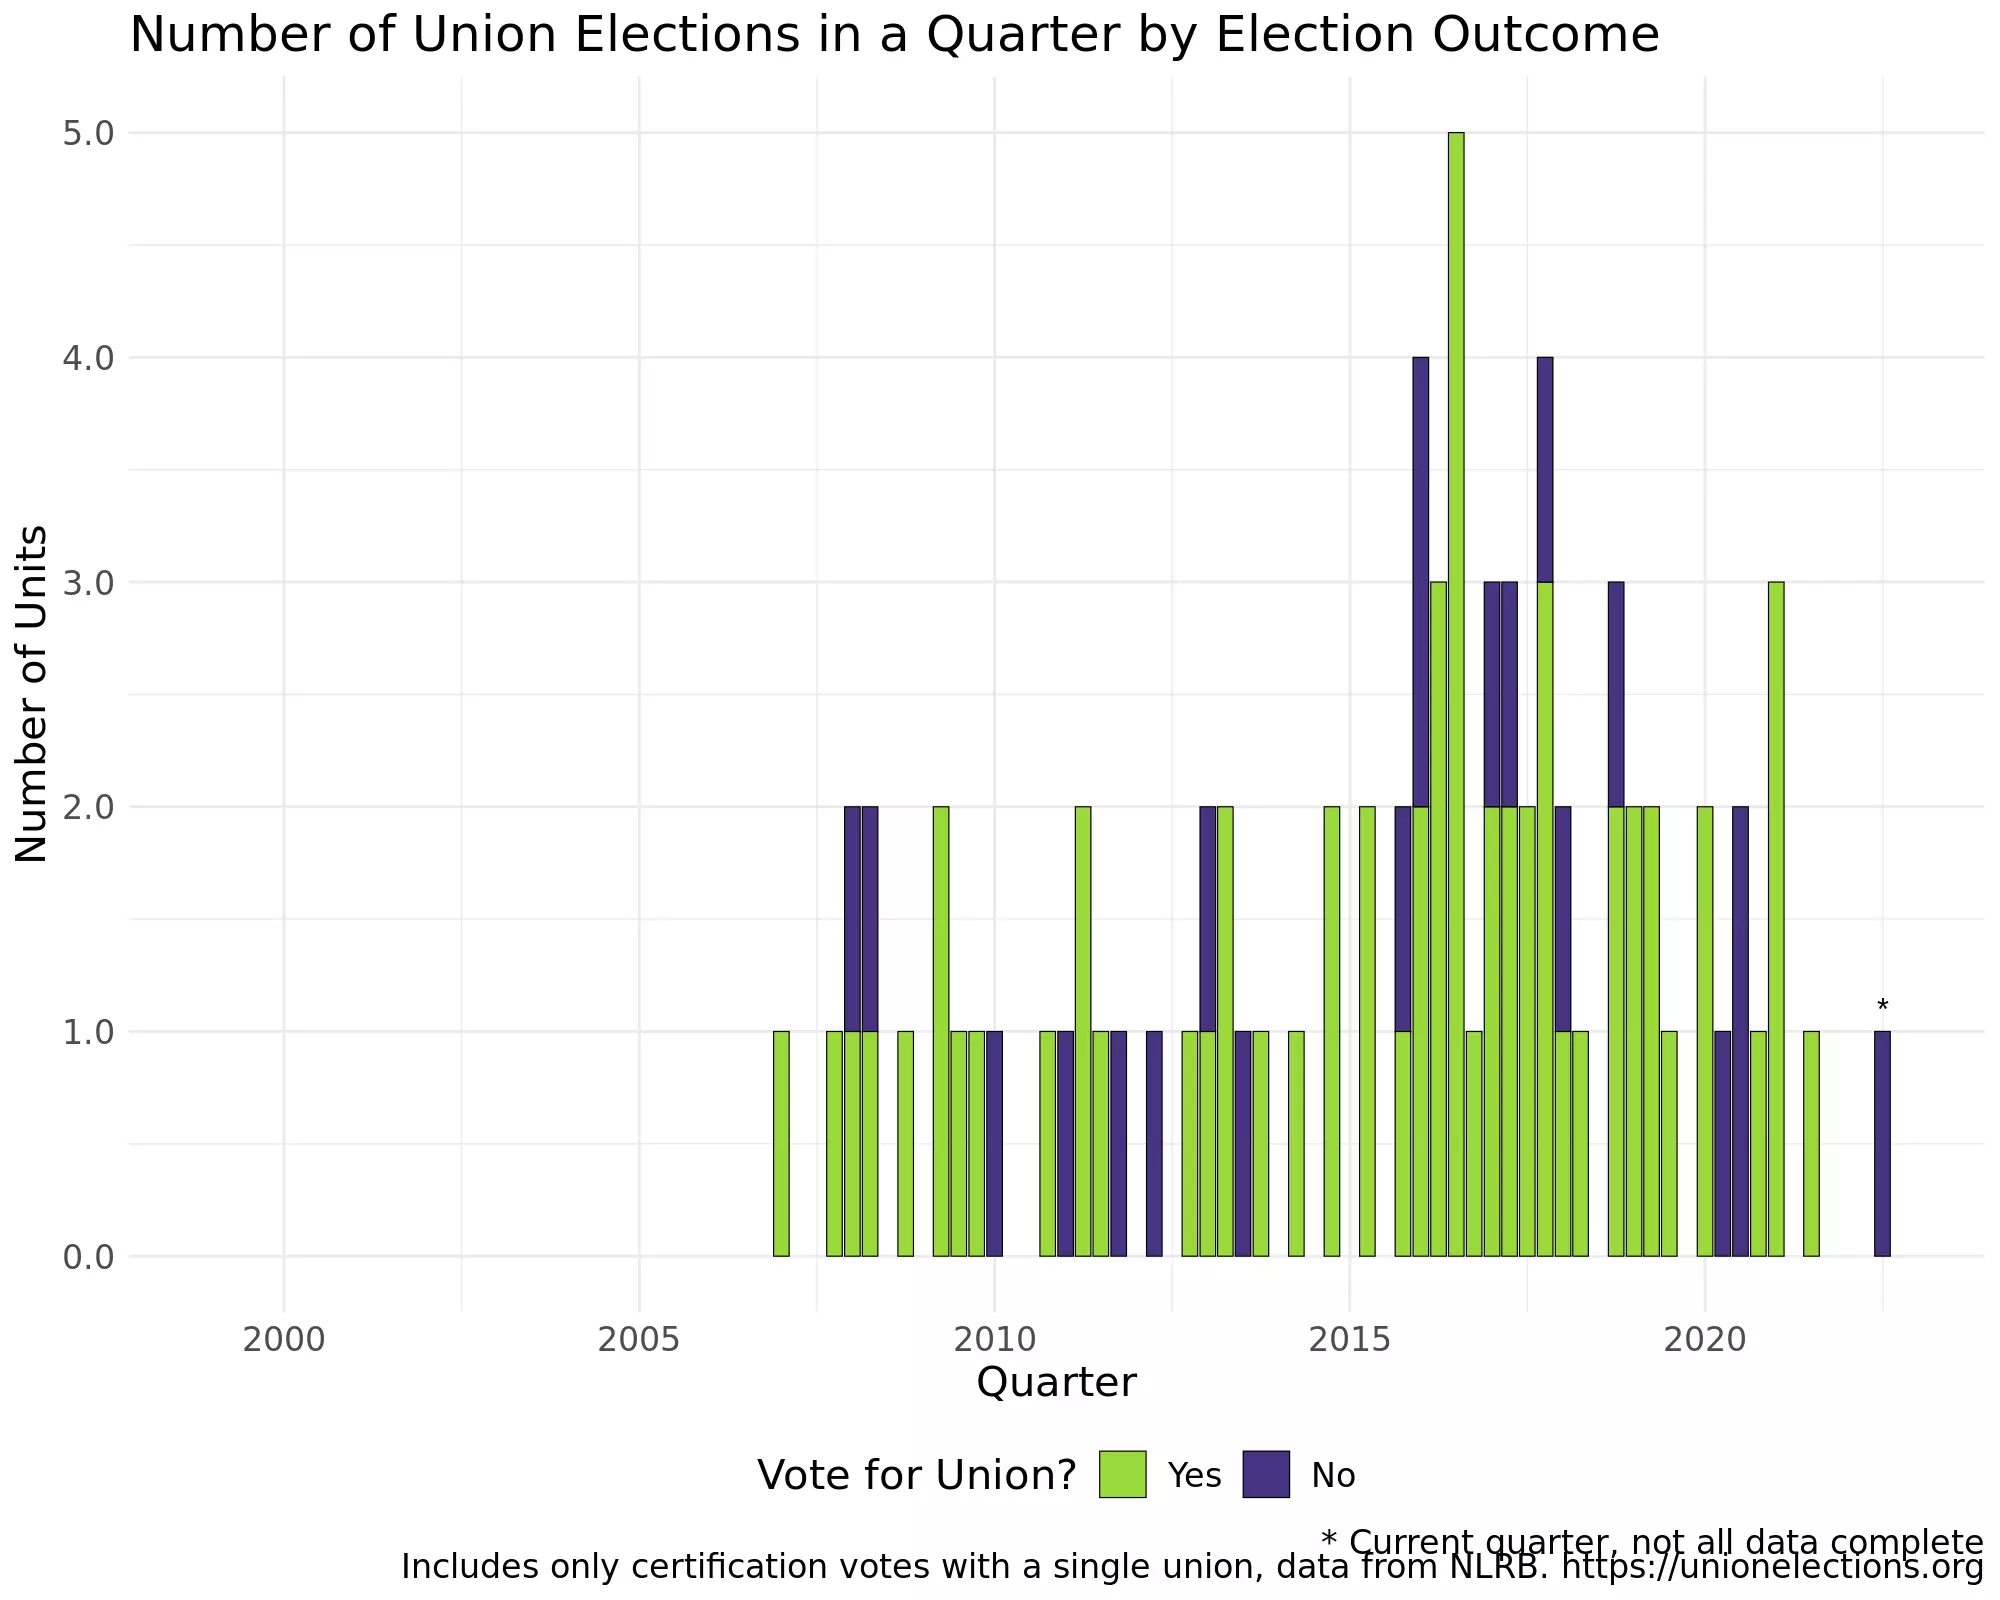 Number of Union Elections in a Quarter by Election Outcome
5.0
4.0
3.0
2.0
1.0
0.0
Number of Units
*
2000 2005 2010 2015 2020
Quarter
Vote for Union? Yes No
* Current quarter, not all data complete
Includes only certification votes with a single union, data from NLRB. https://unionelections.org